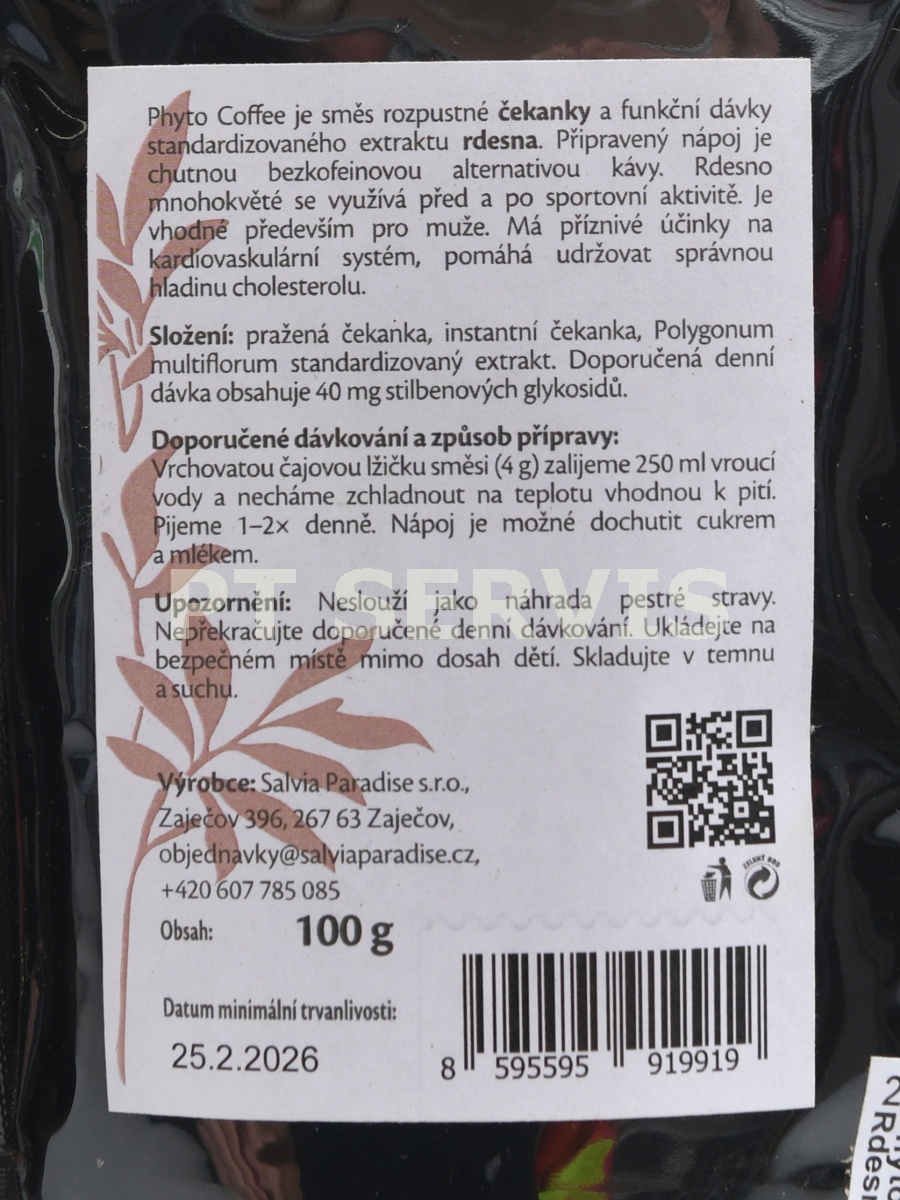 Phyto Coffee je směs rozpustné čekanky a funkční dávky
standardizovaného extraktu rdesna. Připravený nápoj je
chutnou bezkofeinovou alternativou kávy. Rdesno
mnohokvěté se využívá před a po sportovní aktivitě. Je
vhodné především pro muže. Má příznivé účinky na
kardiovaskulární systém, pomáhá udržovat správnou
hladinu cholesterolu.
Složení: pražená čekanka, instantní čekanka, Polygonum
multiflorum standardizovaný extrakt. Doporučená denní
dávka obsahuje 40 mg stilbenových glykosidů.
Doporučené dávkování a způsob přípravy:
Vrchovatou čajovou lžičku směsi (4 g) zalijeme 250 ml vroucí
vody a necháme zchladnout na teplotu vhodnou k pití.
Pijeme 1–2x denně. Nápoj je možné dochutit cukrem
a mlékem.
PT SERVIS
Upozornění: Neslouží jako náhrada pestré stravy.
Nepřekračujte doporučené denní dávkování. Ukládejte na
bezpečném místě mimo dosah dětí. Skladujte v temnu
a suchu.
Výrobce: Salvia Paradise s.r.o.,
Zaječov 396, 267 63 Zaječov,
objednavky@salviaparadise.cz,
+420 607 785 085
ZELENÝ BOD
Obsah: 100 g
Datum minimální trvanlivosti:
25.2.2026
8 595595 919919